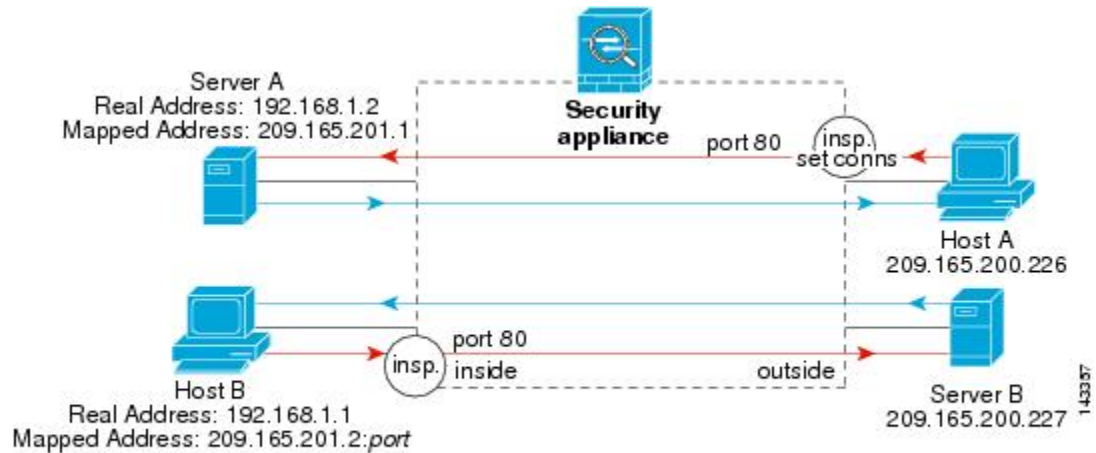 Server A
Real Address: 192.168.1.2
Mapped Address: 209.165.201.1
Security
appliance
port 80
insp.
set conns
Host A
209.165.200.226
port 80
insp.
inside
outside
Host B
Real Address: 192.168.1.1
Mapped Address: 209.165.201.2:port
Server B
209.165.200.227
143357